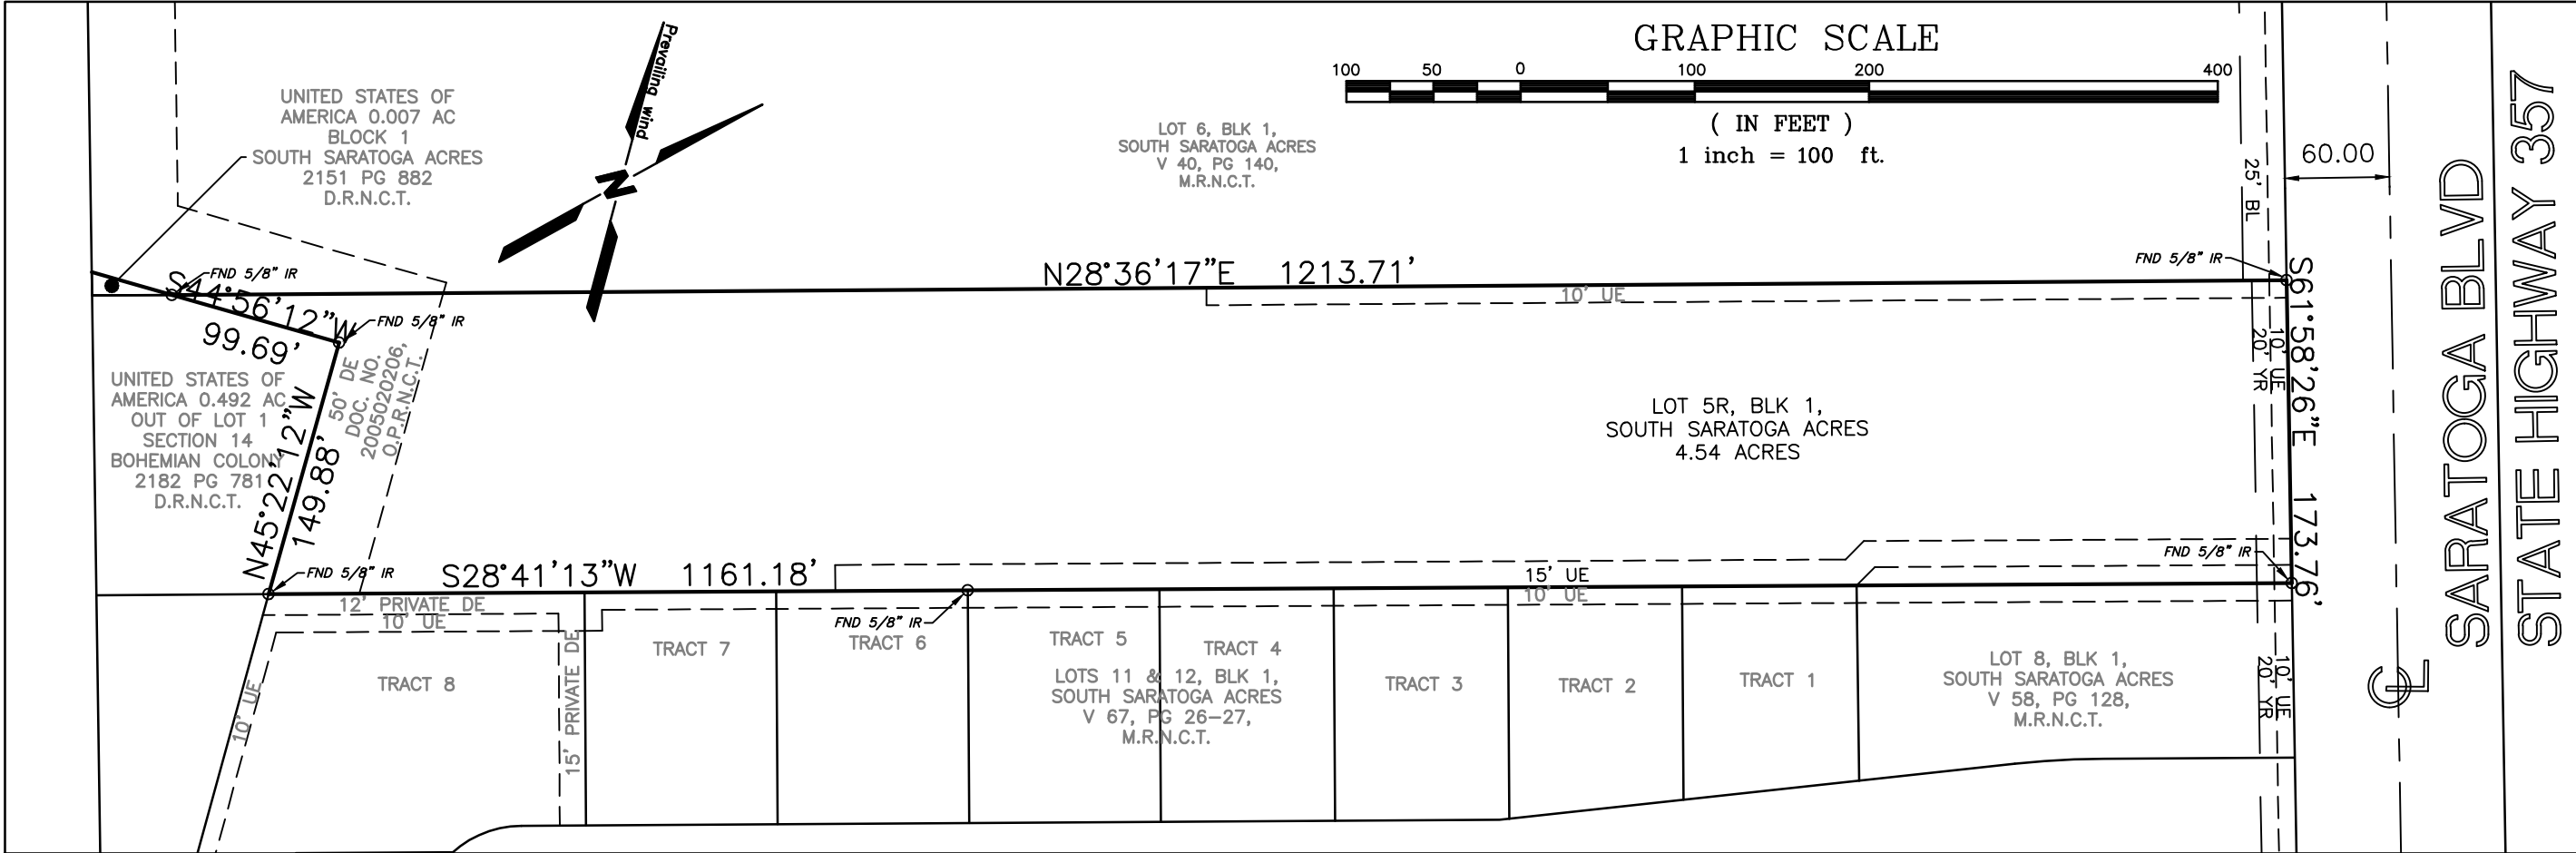 GRAPHIC SCALE
100 50 0 100 200 400
( IN FEET )
1 inch = 100 ft.
Prevailing wind
N
UNITED STATES OF
AMERICA 0.007 AC
BLOCK 1
SOUTH SARATOGA ACRES
2151 PG 882
D.R.N.C.T.
LOT 6, BLK 1,
SOUTH SARATOGA ACRES
V 40, PG 140,
M.R.N.C.T.
25' BL
60.00
SARATOGA BLVD
STATE HIGHWAY 357
FND 5/8" IR
S44°56'12"W
99.69'
FND 5/8" IR
N28°36'17"E 1213.71'
10' UE
FND 5/8" IR
S61°58'26"E 173.76'
10' UE
20' YR
UNITED STATES OF
AMERICA 0.492 AC
OUT OF LOT 1
SECTION 14
BOHEMIAN COLONY
2182 PG 781
D.R.N.C.T.
N45°22'12"W
149.88'
50' DE
DOC. NO.
2005020206,
O.P.R.N.C.T.
LOT 5R, BLK 1,
SOUTH SARATOGA ACRES
4.54 ACRES
FND 5/8" IR
S28°41'13"W 1161.18'
15' UE
10' UE
FND 5/8" IR
12' PRIVATE DE
10' UE
FND 5/8" IR
10' UE
TRACT 8
15' PRIVATE DE
TRACT 7
TRACT 6
TRACT 5
TRACT 4
LOTS 11 & 12, BLK 1,
SOUTH SARATOGA ACRES
V 67, PG 26-27,
M.R.N.C.T.
TRACT 3
TRACT 2
TRACT 1
LOT 8, BLK 1,
SOUTH SARATOGA ACRES
V 58, PG 128,
M.R.N.C.T.
10' UE
20' YR
CL